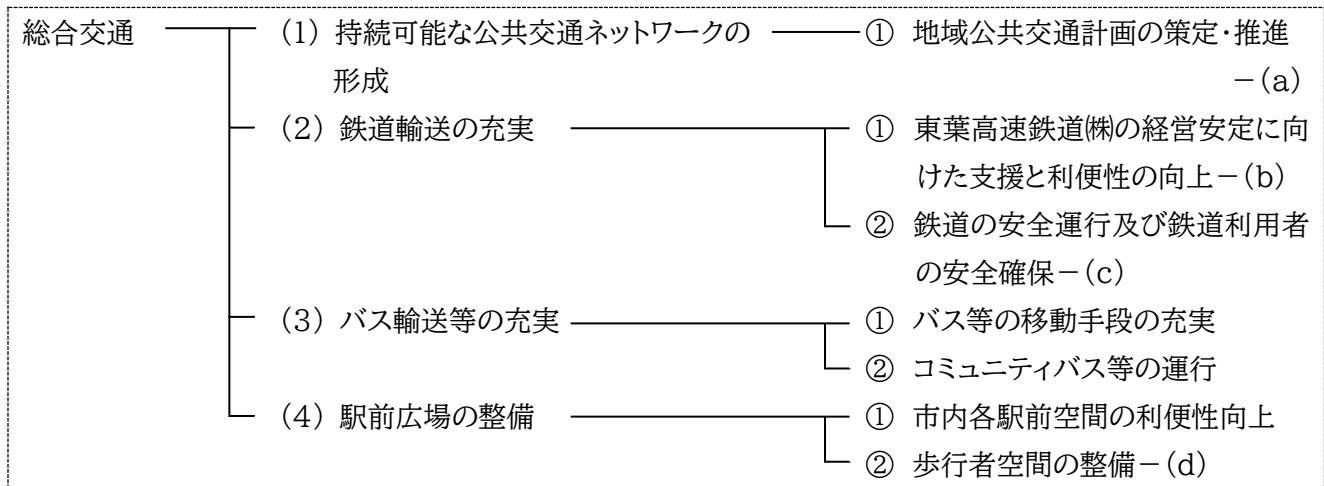 総合交通 (1) 持続可能な公共交通ネットワークの ① 地域公共交通計画の策定・推進
形成 －(a)
(2) 鉄道輸送の充実 ① 東葉高速鉄道㈱の経営安定に向
けた支援と利便性の向上－(b)
② 鉄道の安全運行及び鉄道利用者
の安全確保－(c)
(3) バス輸送等の充実 ① バス等の移動手段の充実
② コミュニティバス等の運行
(4) 駅前広場の整備 ① 市内各駅前空間の利便性向上
② 歩行者空間の整備－(d)